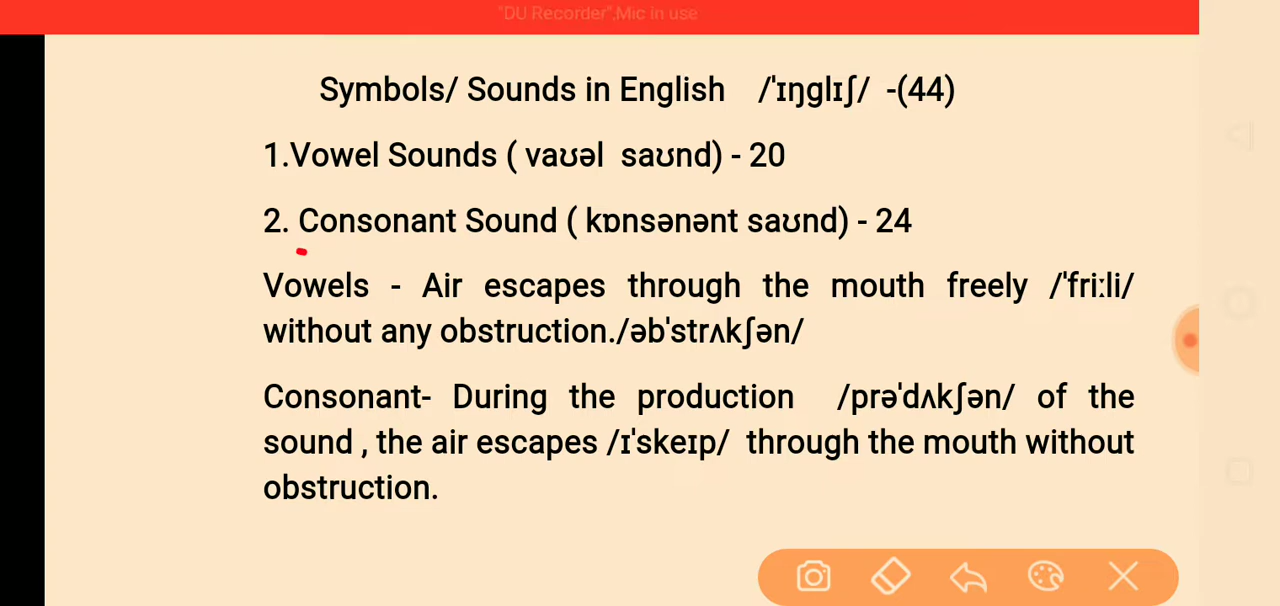 "DU Recorder",Mic in use
Symbols/ Sounds in English /ˈɪŋglɪʃ/ -(44)
1.Vowel Sounds ( vaʊəl saʊnd) - 20
2. Consonant Sound ( kɒnsənənt saʊnd) - 24
Vowels - Air escapes through the mouth freely /ˈfriːli/
without any obstruction./əbˈstrʌkʃən/
Consonant- During the production /prəˈdʌkʃən/ of the
sound , the air escapes /ɪˈskeɪp/ through the mouth without
obstruction.